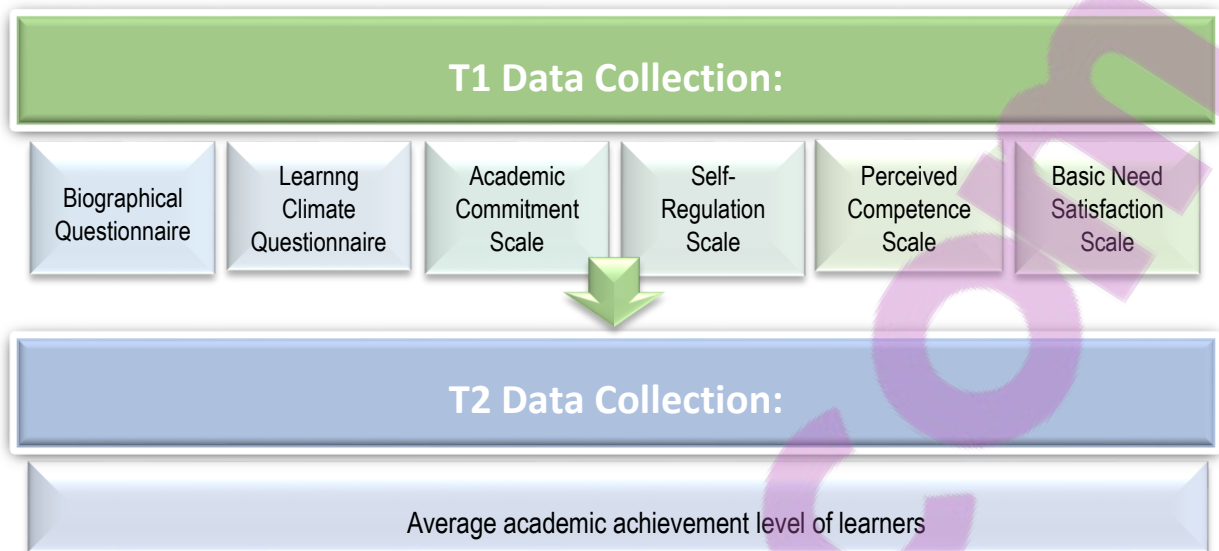 T1 Data Collection:
Biographical
Questionnaire
Learnng
Climate
Questionnaire
Academic
Commitment
Scale
Self-
Regulation
Scale
Perceived
Competence
Scale
Basic Need
Satisfaction
Scale
T2 Data Collection:
Average academic achievement level of learners
com